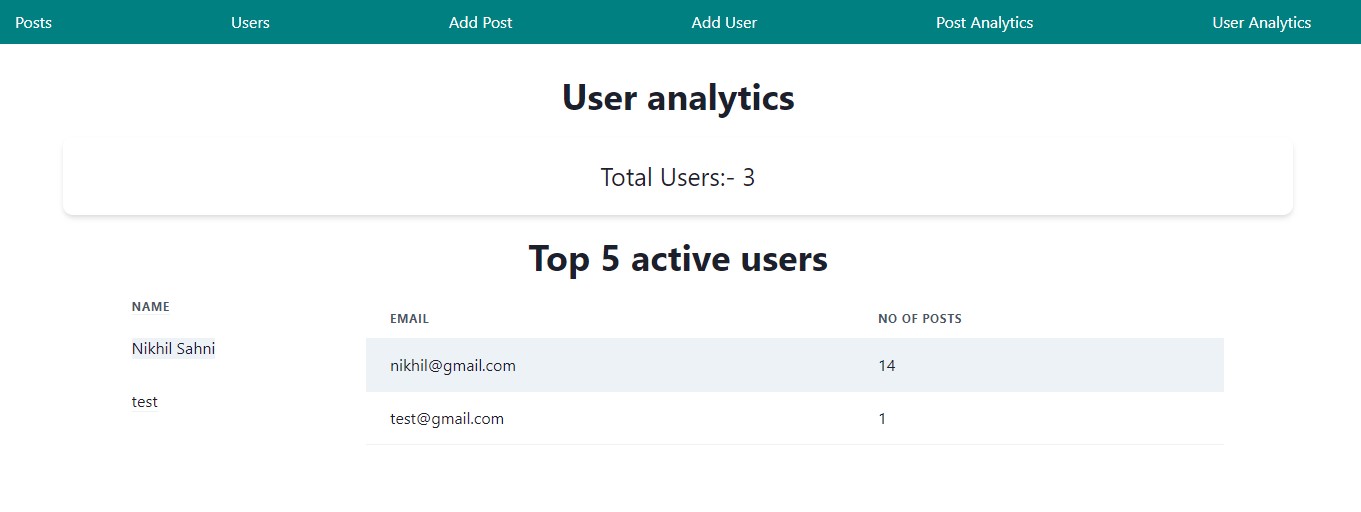 Posts Users Add Post Add User Post Analytics User Analytics
User analytics
Total Users:- 3
Top 5 active users
NAME EMAIL NO OF POSTS
Nikhil Sahni nikhil@gmail.com 14
test test@gmail.com 1